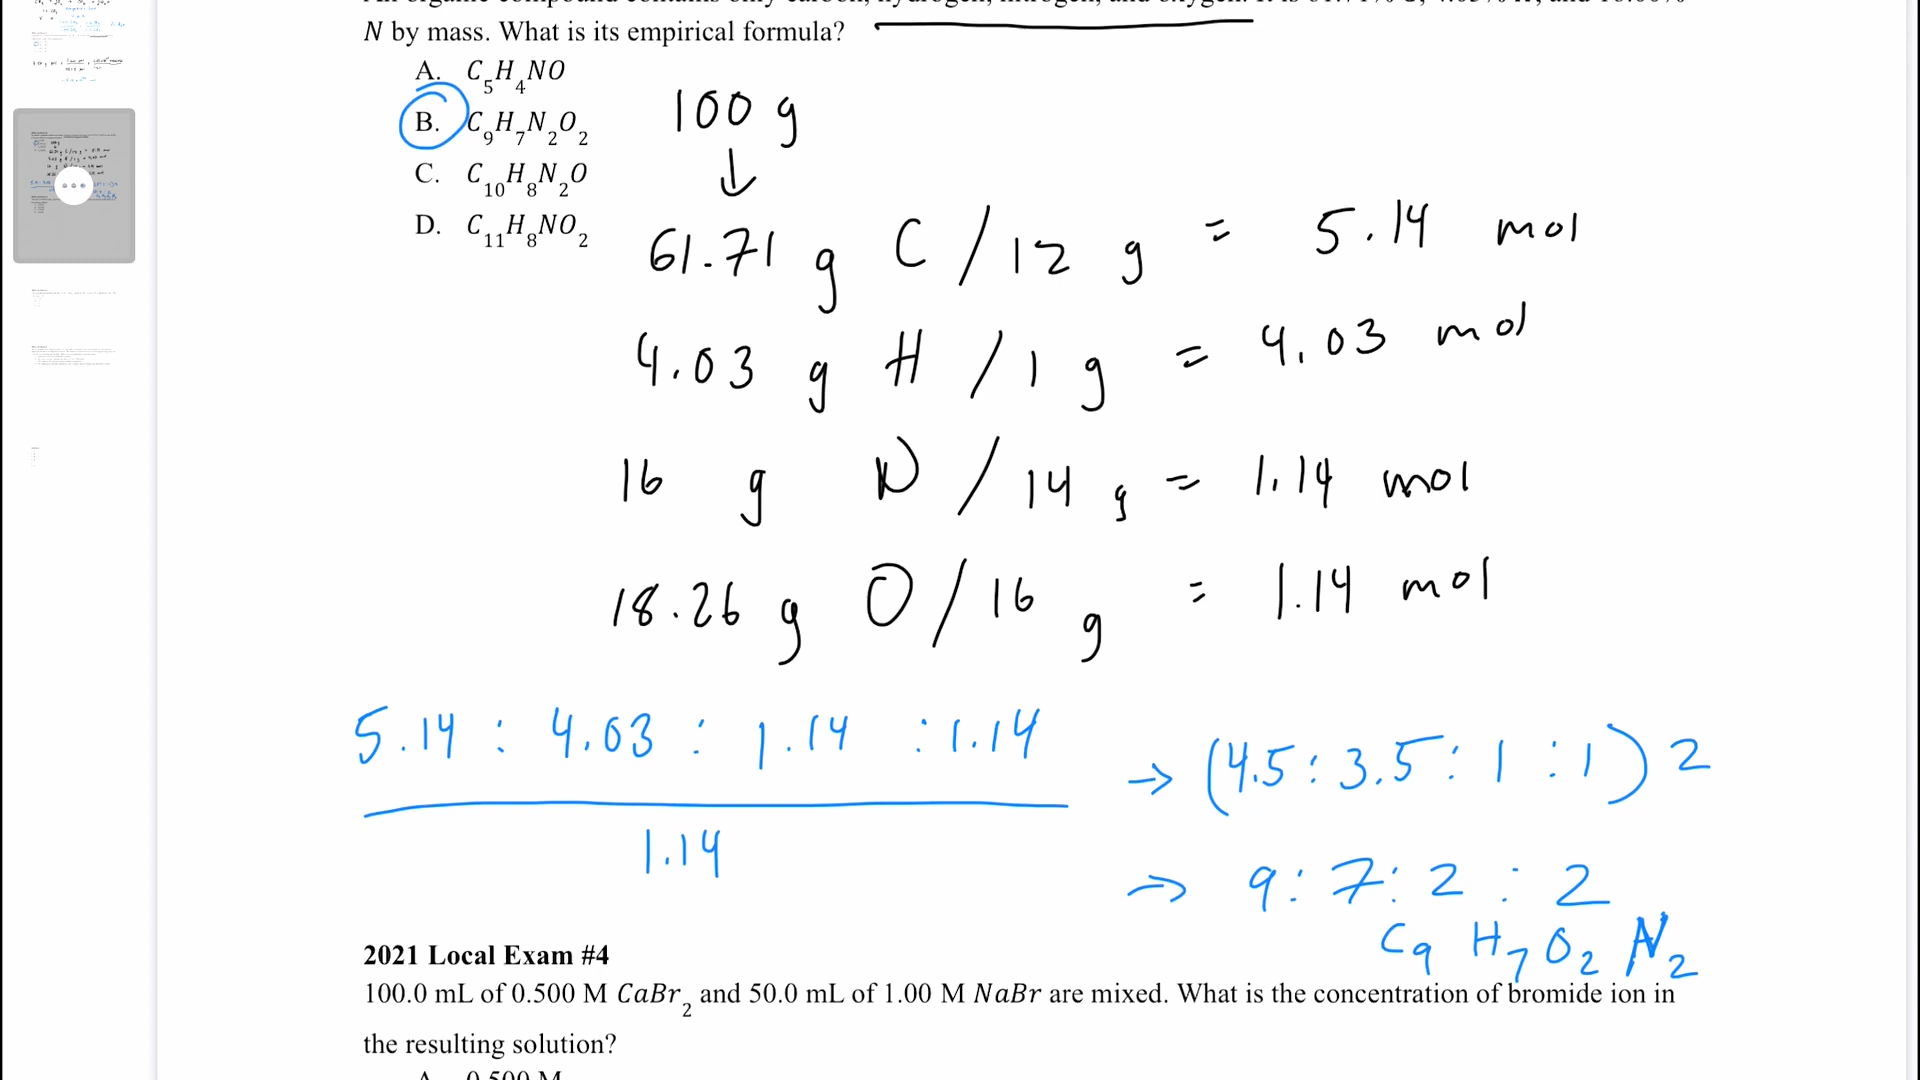 N by mass. What is its empirical formula?
A. C₅H₄NO
B. C₉H₇N₂O₂
C. C₁₀H₈N₂O
D. C₁₁H₈NO₂
100 g
↓
61.71 g C / 12 g = 5.14 mol
4.03 g H / 1 g = 4.03 mol
16 g N / 14 g = 1.14 mol
18.26 g O / 16 g = 1.14 mol
5.14 : 4.03 : 1.14 : 1.14
1.14
→ (4.5 : 3.5 : 1 : 1) 2
→ 9 : 7 : 2 : 2
C₉ H₇ O₂ N₂
2021 Local Exam #4
100.0 mL of 0.500 M CaBr₂ and 50.0 mL of 1.00 M NaBr are mixed. What is the concentration of bromide ion in
the resulting solution?
A. 0.500 M